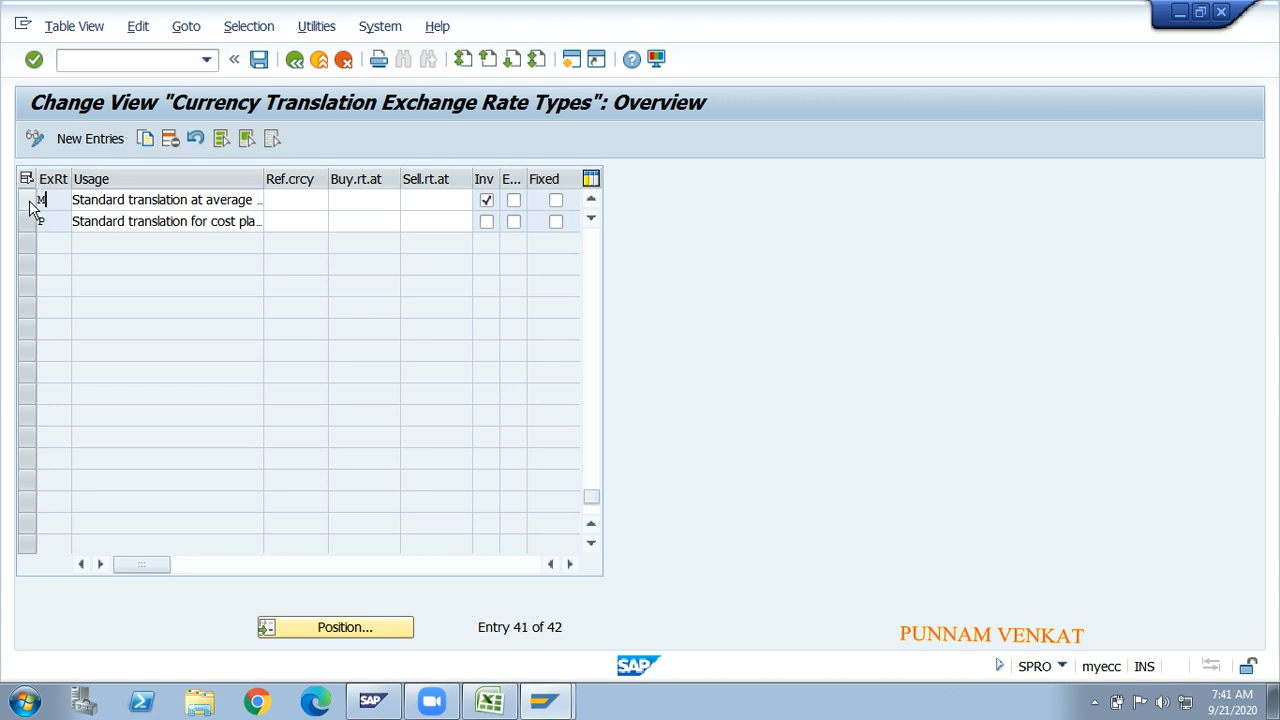 Table View Edit Goto Selection Utilities System Help
Change View "Currency Translation Exchange Rate Types": Overview
New Entries
ExRt Usage Ref.crcy Buy.rt.at Sell.rt.at Inv E... Fixed
M Standard translation at average ..
P Standard translation for cost pla..
Position... Entry 41 of 42
PUNNAM VENKAT
SAP SPRO myecc INS
SAP
7:41 AM
9/21/2020